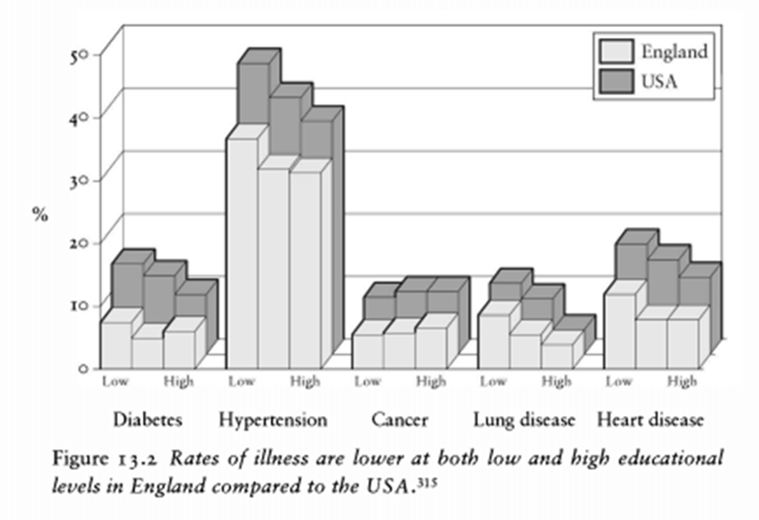 England
USA
50
40
30
%
20
10
0
Low High Low High Low High Low High Low High
Diabetes Hypertension Cancer Lung disease Heart disease
Figure 13.2 Rates of illness are lower at both low and high educational
levels in England compared to the USA.³¹⁵